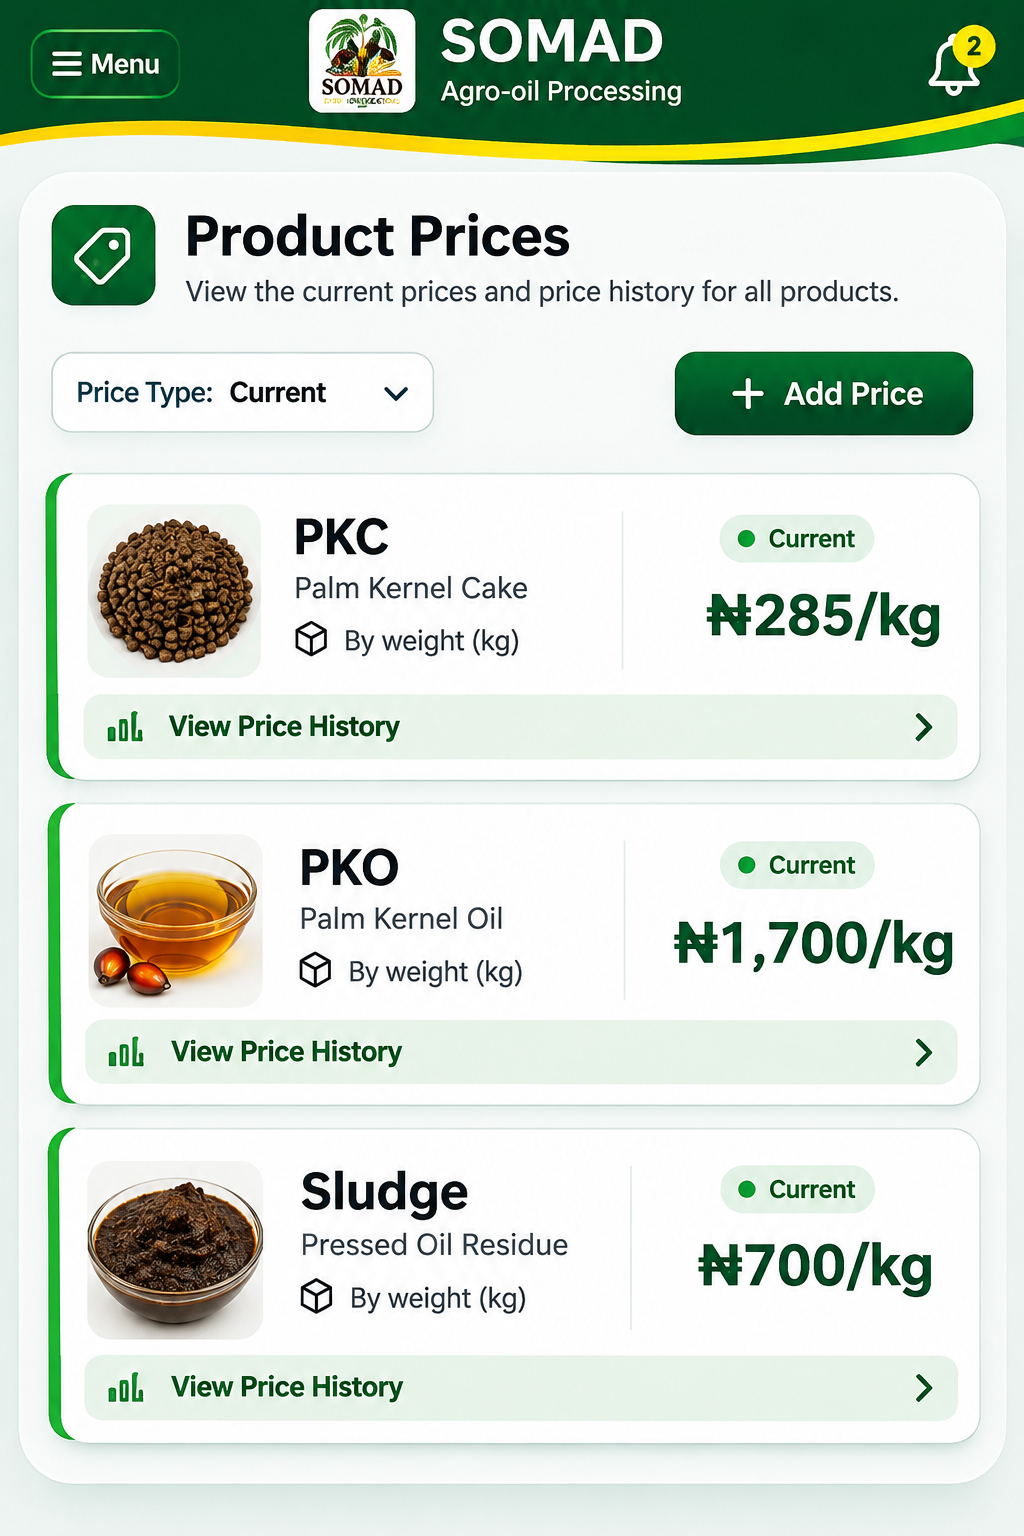 Menu
SOMAD
SOMAD
Agro-oil Processing
2
Product Prices
View the current prices and price history for all products.
Price Type: Current
+ Add Price
PKC
Palm Kernel Cake
By weight (kg)
Current
₦285/kg
View Price History
PKO
Palm Kernel Oil
By weight (kg)
Current
₦1,700/kg
View Price History
Sludge
Pressed Oil Residue
By weight (kg)
Current
₦700/kg
View Price History